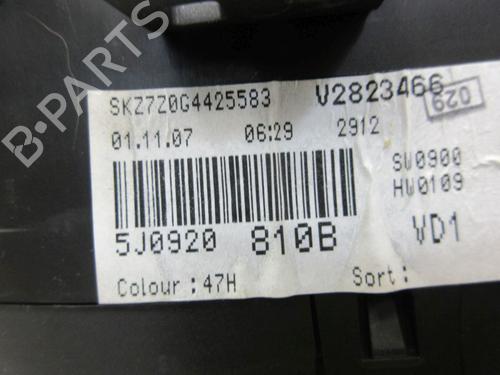 SKZ7Z0G4425583 V2823466
029
01.11.07 06:29 2912
SW0900
HW0109
5J0920 810B VD1
Colour : 47H Sort :
B-PARTS